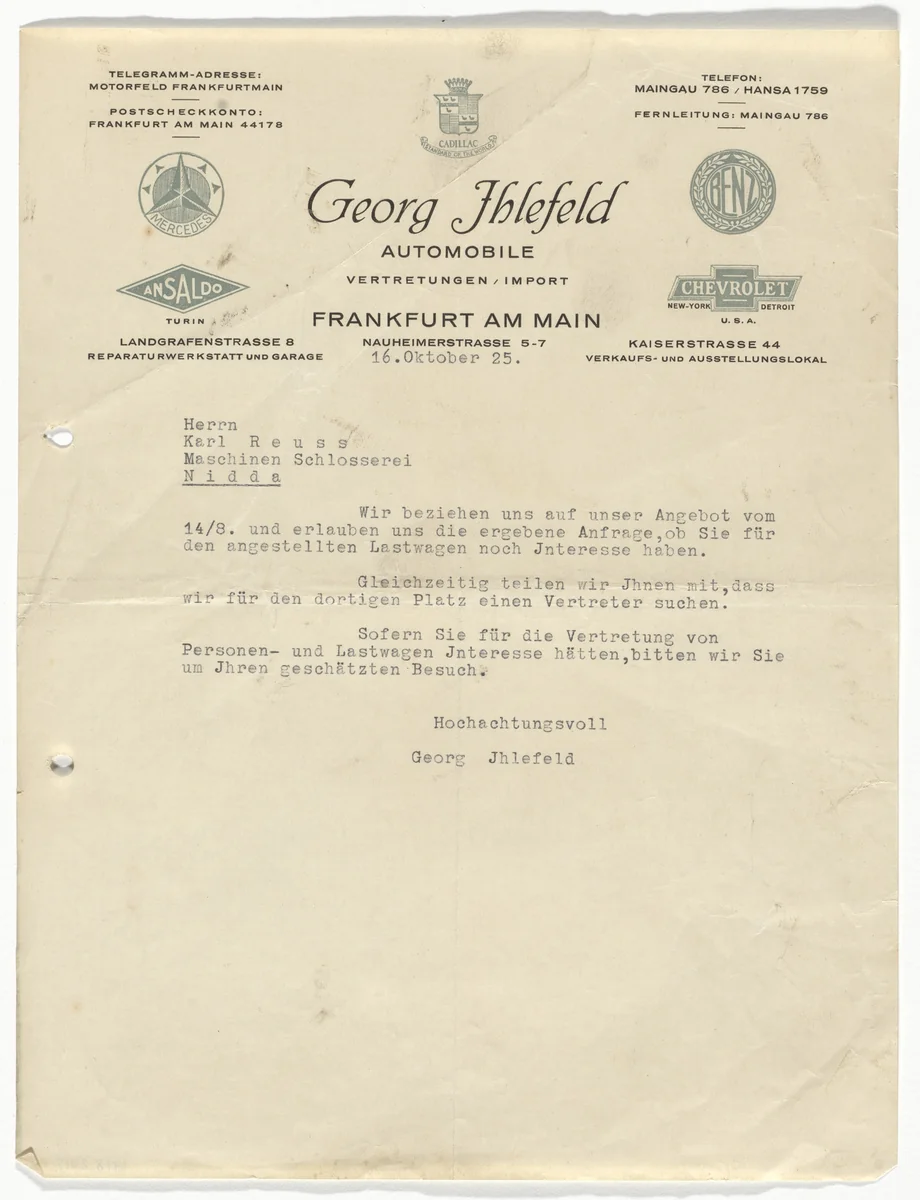 TELEGRAMM-ADRESSE:
MOTORFELD FRANKFURTMAIN
POSTSCHECKKONTO:
FRANKFURT AM MAIN 44178
CADILLAC
STANDARD OF THE WORLD
TELEFON:
MAINGAU 786 / HANSA 1759
FERNLEITUNG: MAINGAU 786
MERCEDES
BENZ
Georg Jhlefeld
AUTOMOBILE
VERTRETUNGEN / IMPORT
FRANKFURT AM MAIN
ANSALDO
TURIN
CHEVROLET
NEW-YORK DETROIT
U. S. A.
LANDGRAFENSTRASSE 8
REPARATURWERKSTATT UND GARAGE
NAUHEIMERSTRASSE 5-7
16.Oktober 25.
KAISERSTRASSE 44
VERKAUFS- UND AUSSTELLUNGSLOKAL
Herrn
Karl R e u s s
Maschinen Schlosserei
N i d d a
Wir beziehen uns auf unser Angebot vom
14/8. und erlauben uns die ergebene Anfrage,ob Sie für
den angestellten Lastwagen noch Jnteresse haben.
Gleichzeitig teilen wir Jhnen mit,dass
wir für den dortigen Platz einen Vertreter suchen.
Sofern Sie für die Vertretung von
Personen- und Lastwagen Jnteresse hätten,bitten wir Sie
um Jhren geschätzten Besuch.
Hochachtungsvoll
Georg Jhlefeld